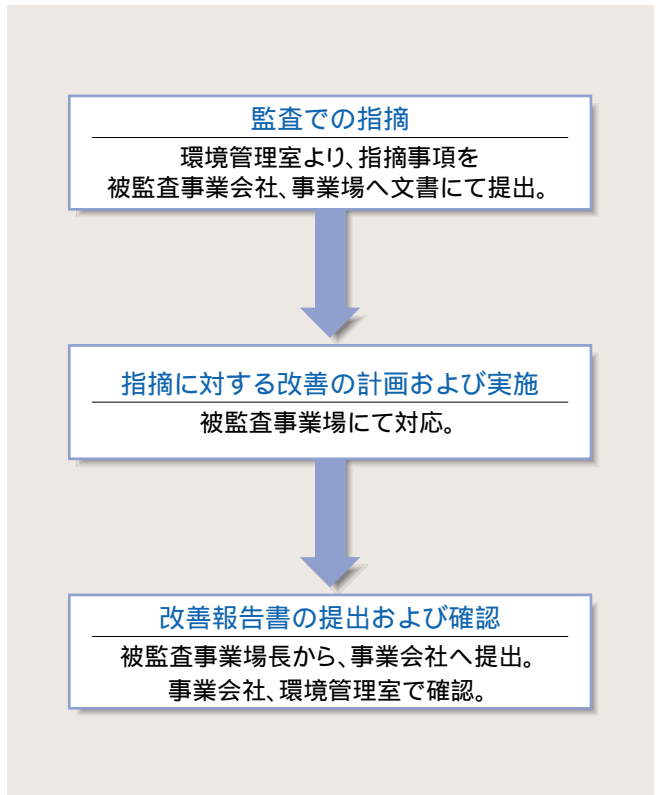 監査での指摘
環境管理室より、指摘事項を
被監査事業会社、事業場へ文書にて提出。
指摘に対する改善の計画および実施
被監査事業場にて対応。
改善報告書の提出および確認
被監査事業場長から、事業会社へ提出。
事業会社、環境管理室で確認。